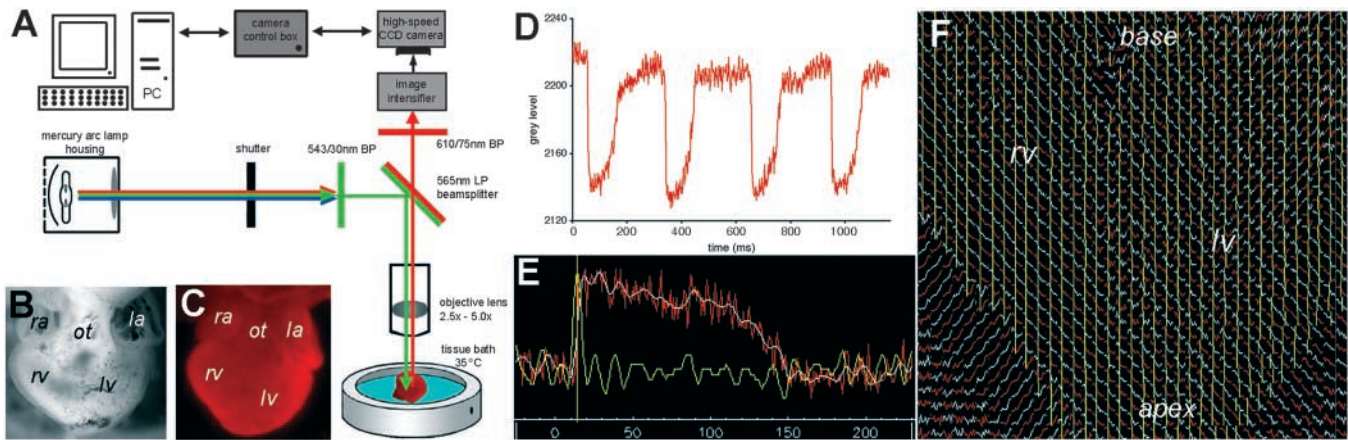 A
camera
control box
high-speed
CCD camera
PC
image
intensifier
mercury arc lamp
housing
shutter
543/30nm BP
610/75nm BP
565nm LP
beamsplitter
objective lens
2.5x - 5.0x
tissue bath
35°C
B
ra
ot
la
rv
lv
C
ra
ot
la
rv
lv
D
2240
2200
2160
2120
grey level
0
200
400
600
800
1000
time (ms)
E
0
50
100
150
200
F
base
rv
lv
apex